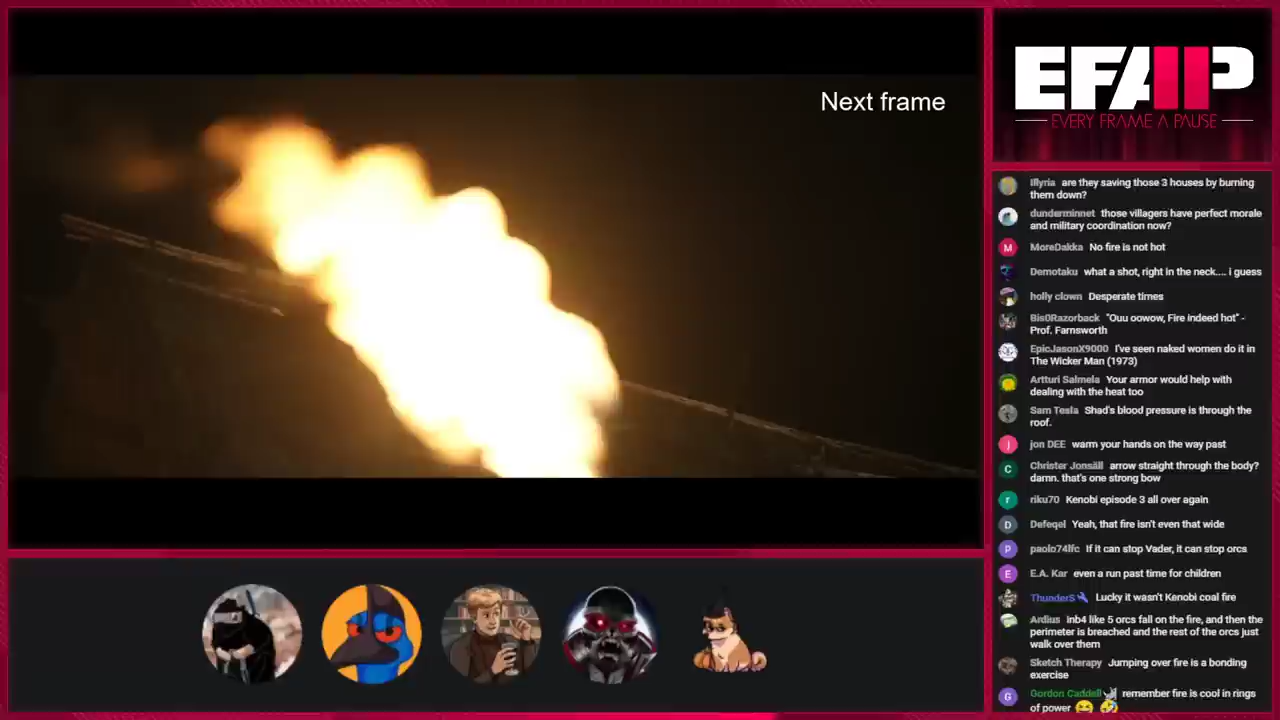 Next frame
EFAP
EVERY FRAME A PAUSE
Illyria are they saving those 3 houses by burning
them down?
dunderminnet those villagers have perfect morale
and military coordination now?
M
MoreDakka No fire is not hot
Demotaku what a shot, right in the neck.... i guess
holly clown Desperate times
Bis0Razorback "Ouu oowow, Fire indeed hot" -
Prof. Farnsworth
EpicJasonX9000 I've seen naked women do it in
The Wicker Man (1973)
Artturi Salmela Your armor would help with
dealing with the heat too
Sam Tesla Shad's blood pressure is through the
roof.
j
jon DEE warm your hands on the way past
C
Christer Jonsäll arrow straight through the body?
damn. that's one strong bow
r
riku70 Kenobi episode 3 all over again
D
Defeqel Yeah, that fire isn't even that wide
P
paolo74lfc If it can stop Vader, it can stop orcs
E
E.A. Kar even a run past time for children
ThunderS Lucky it wasn't Kenobi coal fire
Ardius inb4 like 5 orcs fall on the fire, and then the
perimeter is breached and the rest of the orcs just
walk over them
Sketch Therapy Jumping over fire is a bonding
exercise
G
Gordon Caddell remember fire is cool in rings
of power 😆 🤣